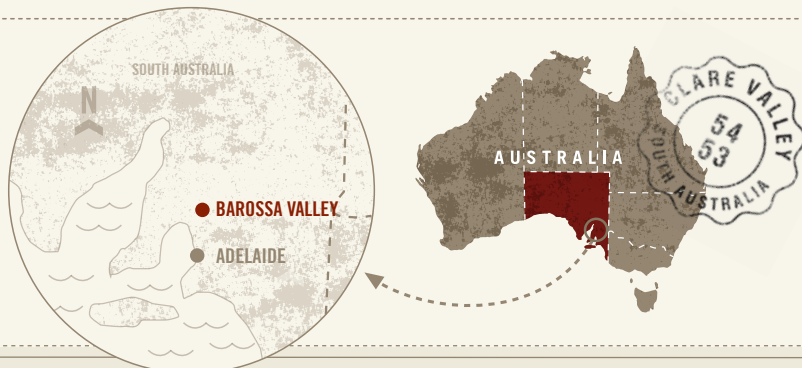 SOUTH AUSTRALIA
N
BAROSSA VALLEY
ADELAIDE
AUSTRALIA
CLARE VALLEY
54
53
SOUTH AUSTRALIA